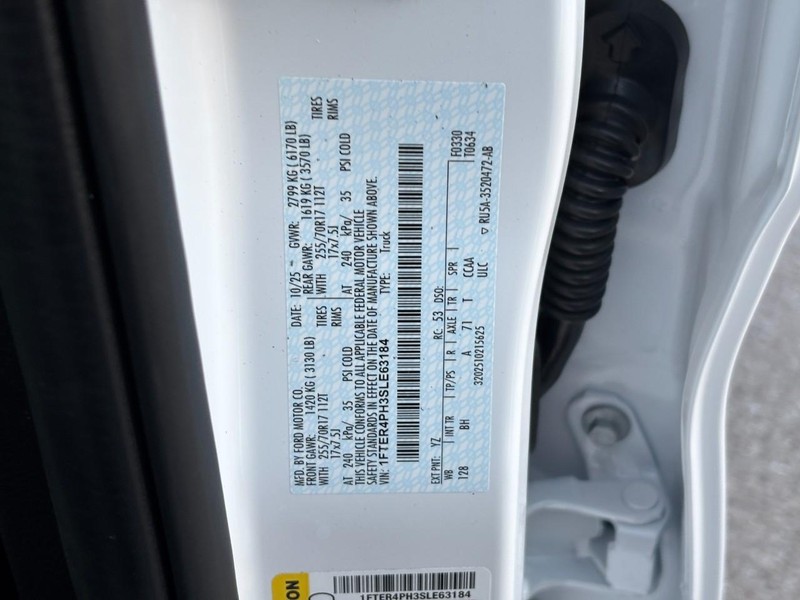 MFD. BY FORD MOTOR CO.
DATE: 10/25 GVWR: 2799 KG ( 6170 LB)
FRONT GAWR: 1420 KG ( 3130 LB) REAR GAWR: 1619 KG ( 3570 LB)
WITH 255/70R17 112T TIRES WITH 255/70R17 112T TIRES
17x7.5J RIMS 17x7.5J RIMS
AT 240 kPa/ 35 PSI COLD AT 240 kPa/ 35 PSI COLD
THIS VEHICLE CONFORMS TO ALL APPLICABLE FEDERAL MOTOR VEHICLE
SAFETY STANDARDS IN EFFECT ON THE DATE OF MANUFACTURE SHOWN ABOVE.
VIN: 1FTER4PH3SLE63184 TYPE: Truck
EXT PNT: YZ RC: 53 DSO: F0330
WB INT TR TP/PS R AXLE TR SPR T0634
128 BH A 71 T CCAA
3202510215625 ULC RU5A-3520472-AB
ION
1FTER4PH3SLE63184